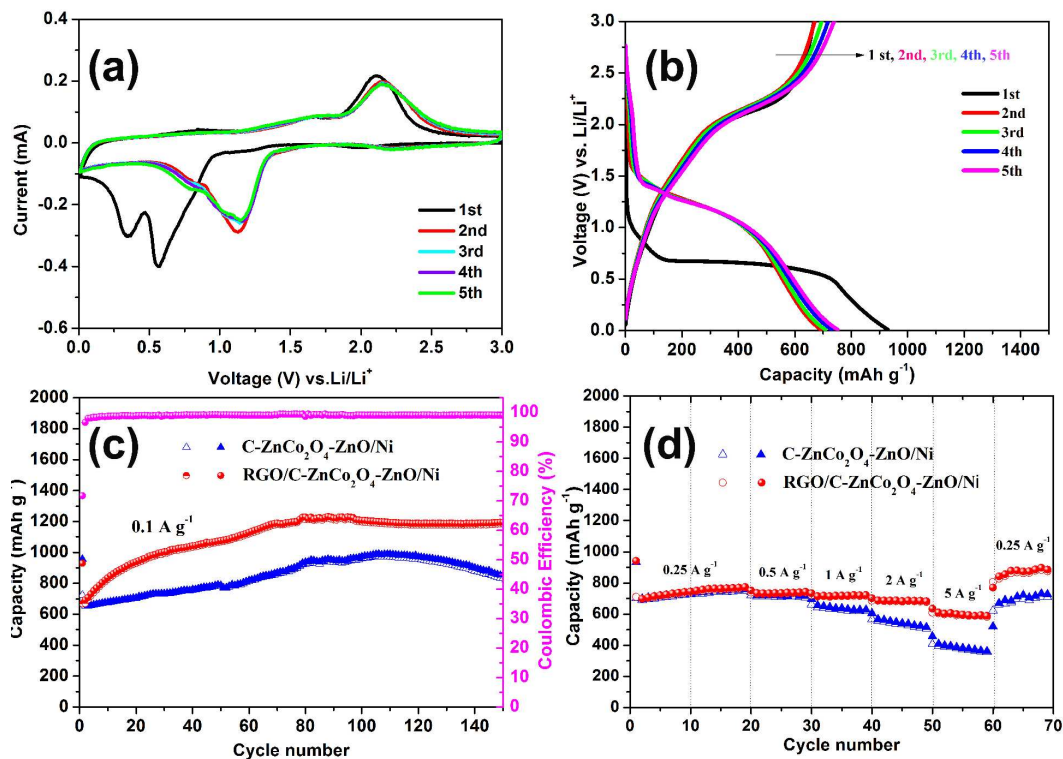 (a)
Current (mA)
0.4
0.2
0.0
-0.2
-0.4
-0.6
1st
2nd
3rd
4th
5th
0.0 0.5 1.0 1.5 2.0 2.5 3.0
Voltage (V) vs.Li/Li⁺
(b)
Voltage (V) vs. Li/Li⁺
3.0
2.5
2.0
1.5
1.0
0.5
0.0
1 st, 2nd, 3rd, 4th, 5th
1st
2nd
3rd
4th
5th
0 300 600 900 1200
Capacity (mAh g⁻¹)
(c)
Capacity (mAh g⁻¹)
2000
1800
1600
1400
1200
1000
800
600
400
200
0
C-ZnCo₂O₄-ZnO/Ni
RGO/C-ZnCo₂O₄-ZnO/Ni
0.1 A g⁻¹
100
90
80
70
60
50
40
30
20
10
0
Coulombic Efficiency (%)
0 20 40 60 80 100 120 140
Cycle number
(d)
Capacity (mAh g⁻¹)
2000
1800
1600
1400
1200
1000
800
600
400
200
0
C-ZnCo₂O₄-ZnO/Ni
RGO/C-ZnCo₂O₄-ZnO/Ni
0.25 A g⁻¹
0.5 A g⁻¹
1 A g⁻¹
2 A g⁻¹
5 A g⁻¹
0.25 A g⁻¹
0 10 20 30 40 50 60 70
Cycle number